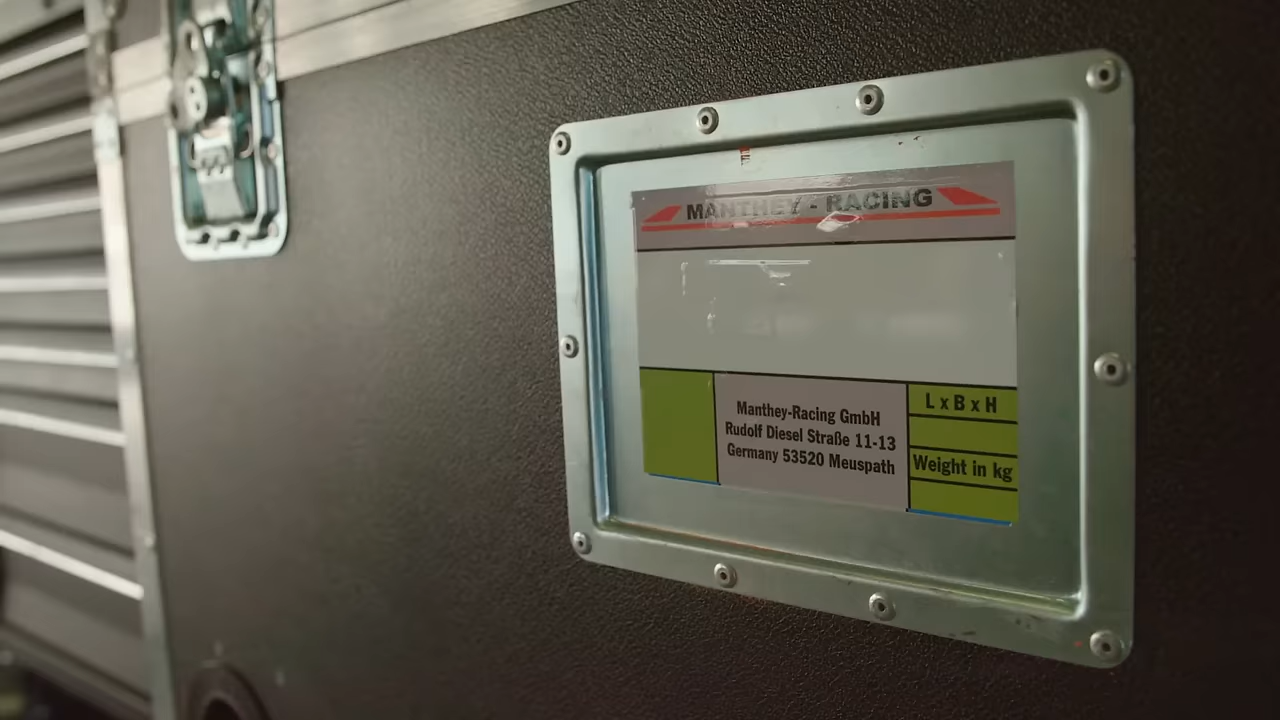 MANTHEY - RACING
Manthey-Racing GmbH
Rudolf Diesel Straße 11-13
Germany 53520 Meuspath
L x B x H
Weight in kg